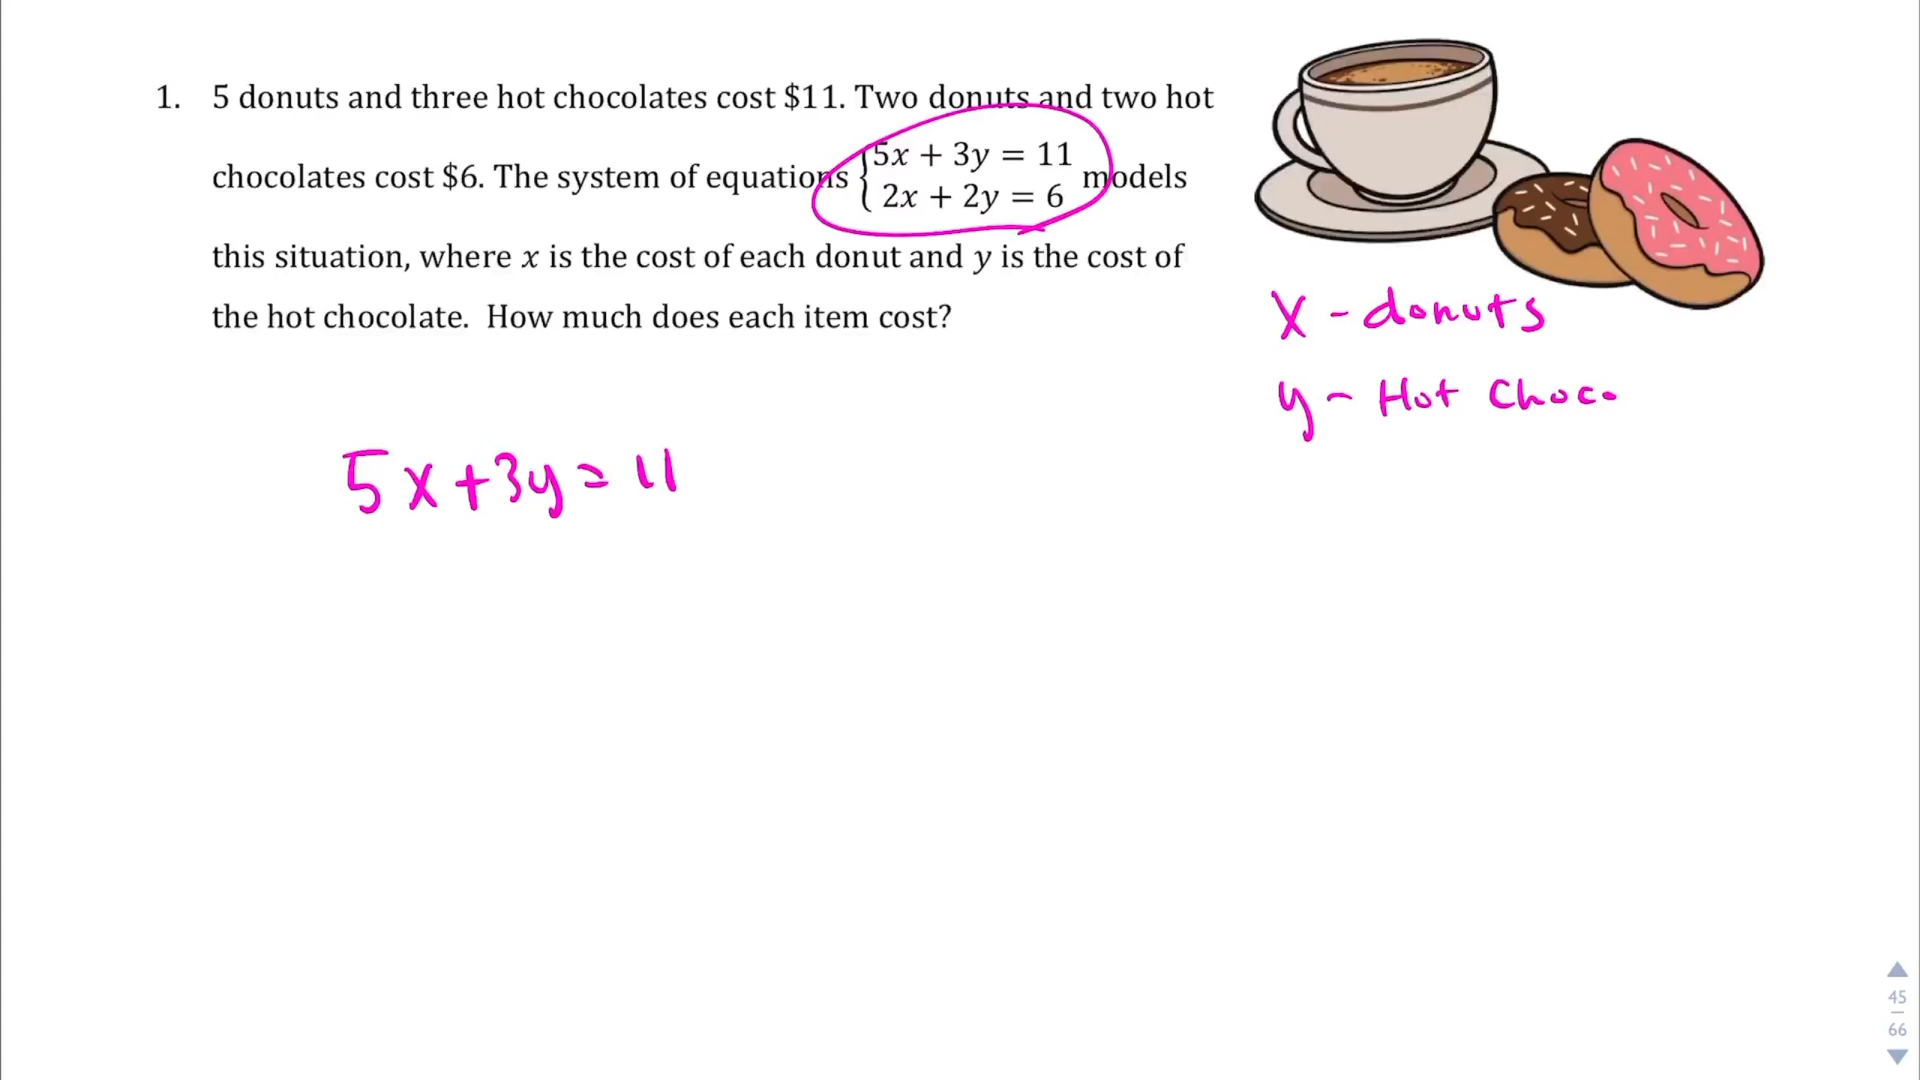 1. 5 donuts and three hot chocolates cost $11. Two donuts and two hot
5x + 3y = 11
chocolates cost $6. The system of equations { models
2x + 2y = 6
this situation, where x is the cost of each donut and y is the cost of
the hot chocolate. How much does each item cost?
x - donuts
y - Hot Choco
5x+3y=11
45
66